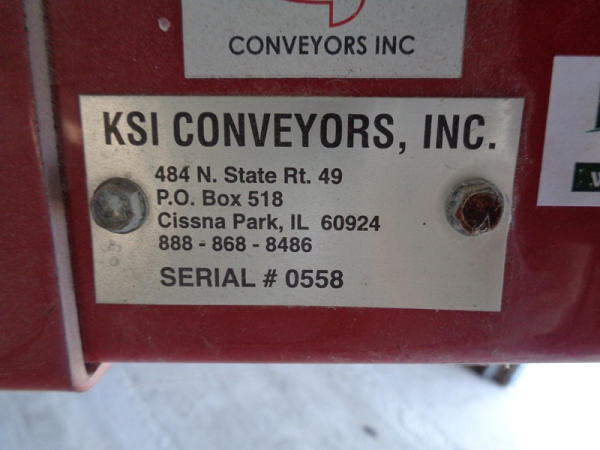 CONVEYORS INC
KSI CONVEYORS, INC.
484 N. State Rt. 49
P.O. Box 518
Cissna Park, IL 60924
888 - 868 - 8486
SERIAL # 0558